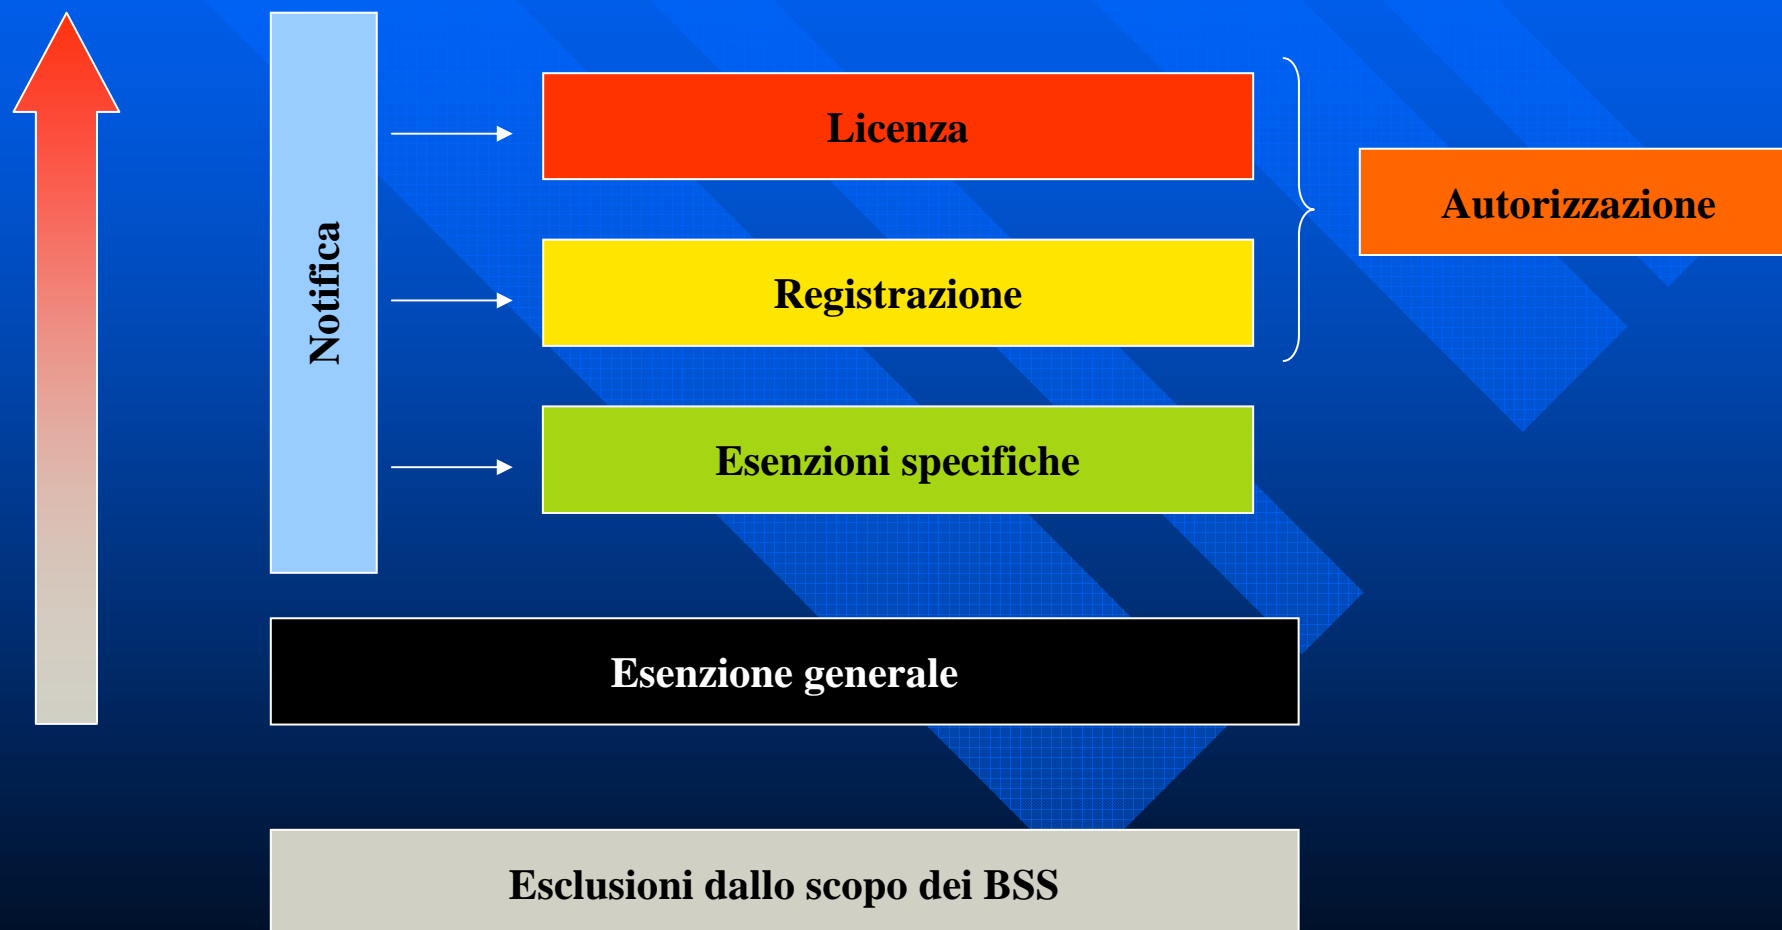 Notifica
Licenza
Autorizzazione
Registrazione
Esenzioni specifiche
Esenzione generale
Esclusioni dallo scopo dei BSS